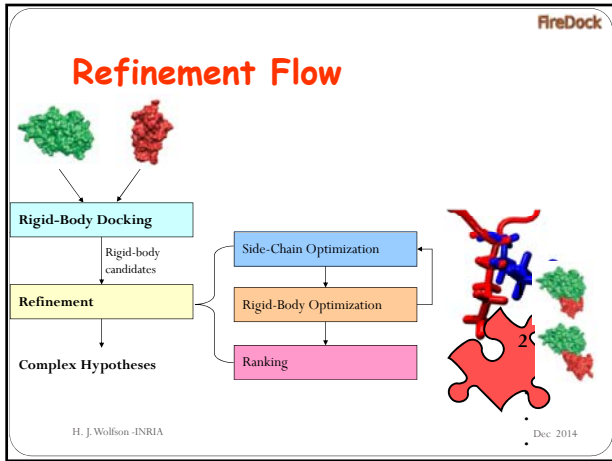 FireDock
Refinement Flow
Rigid-Body Docking
Rigid-body
candidates
Refinement
Complex Hypotheses
Side-Chain Optimization
Rigid-Body Optimization
Ranking
2
H. J. Wolfson -INRIA
Dec 2014